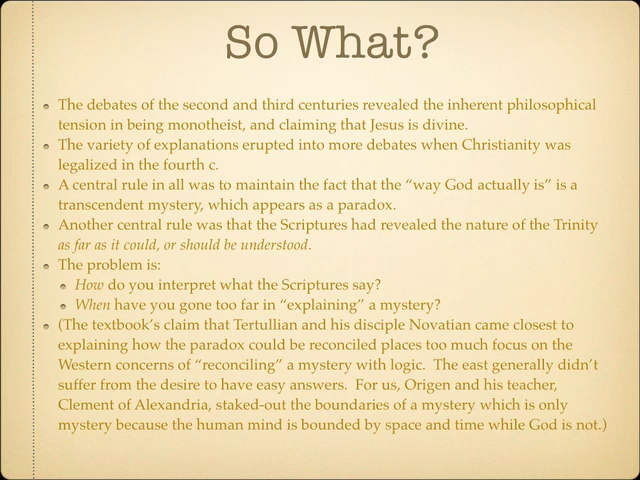 So What?
The debates of the second and third centuries revealed the inherent philosophical
tension in being monotheist, and claiming that Jesus is divine.
The variety of explanations erupted into more debates when Christianity was
legalized in the fourth c.
A central rule in all was to maintain the fact that the “way God actually is” is a
transcendent mystery, which appears as a paradox.
Another central rule was that the Scriptures had revealed the nature of the Trinity
as far as it could, or should be understood.
The problem is:
How do you interpret what the Scriptures say?
When have you gone too far in “explaining” a mystery?
(The textbook’s claim that Tertullian and his disciple Novatian came closest to
explaining how the paradox could be reconciled places too much focus on the
Western concerns of “reconciling” a mystery with logic.  The east generally didn’t
suffer from the desire to have easy answers.  For us, Origen and his teacher,
Clement of Alexandria, staked-out the boundaries of a mystery which is only
mystery because the human mind is bounded by space and time while God is not.)